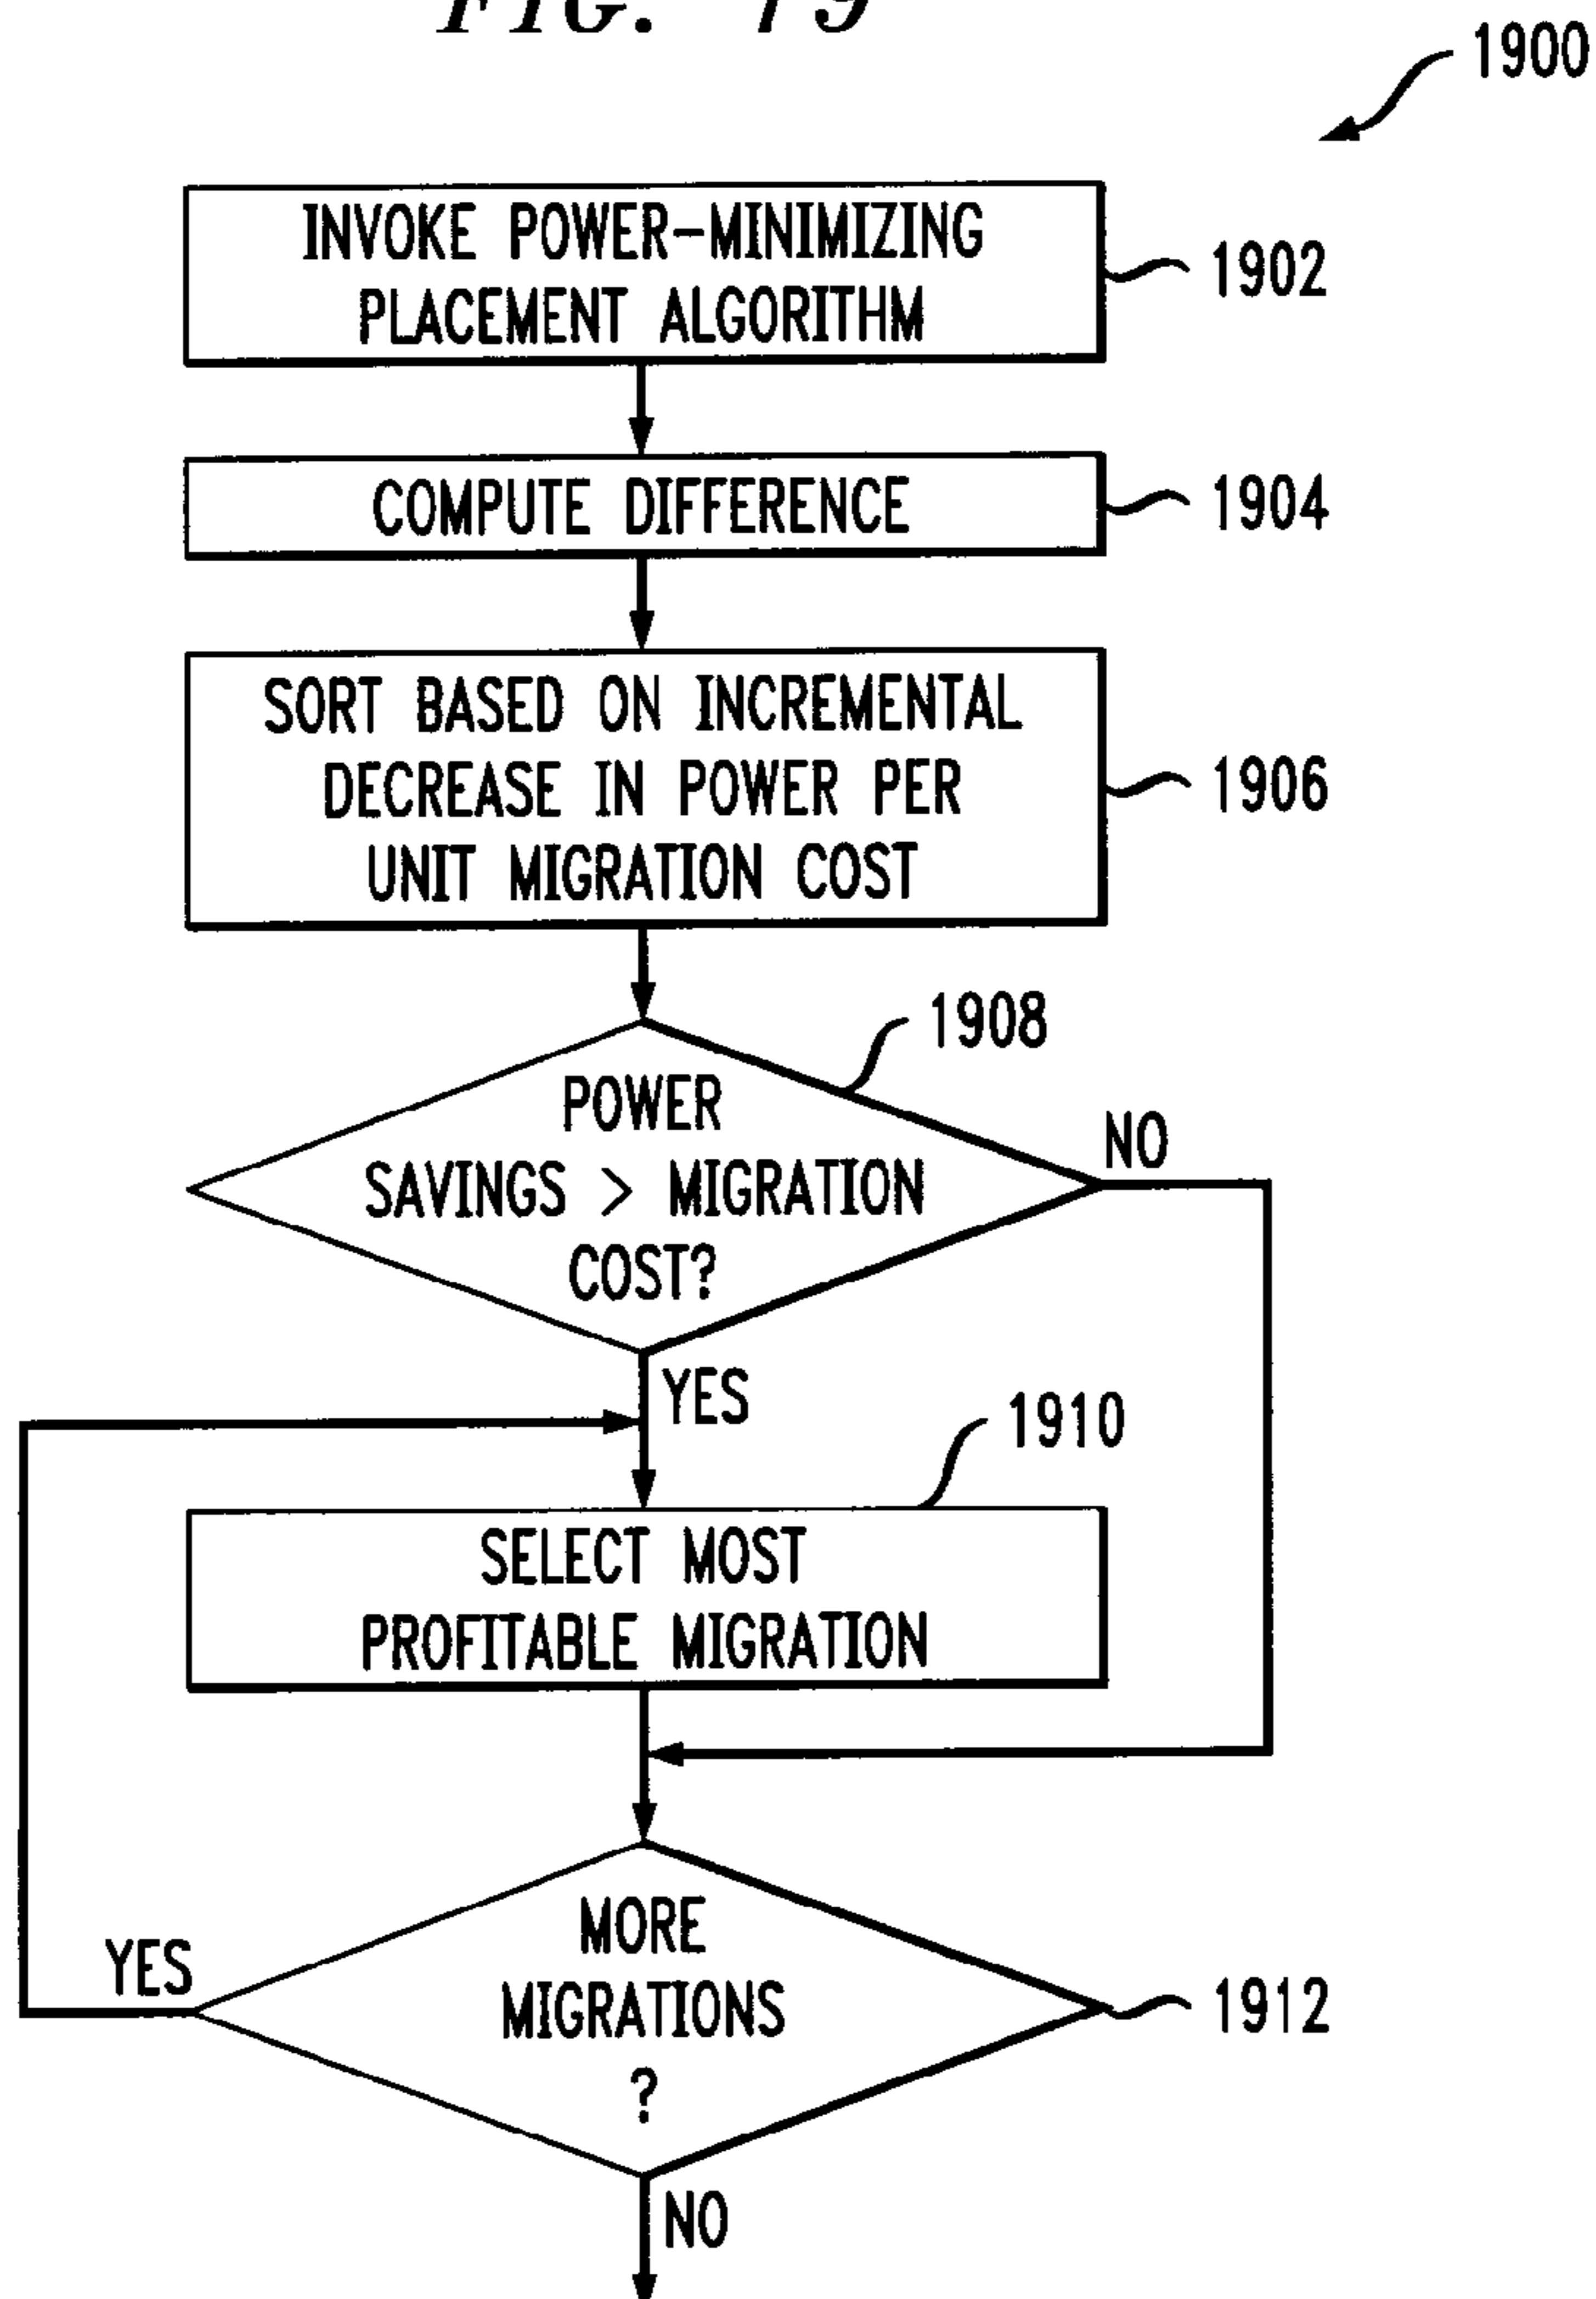 FIG. 19
1900
INVOKE POWER-MINIMIZING
PLACEMENT ALGORITHM
1902
COMPUTE DIFFERENCE
1904
SORT BASED ON INCREMENTAL
DECREASE IN POWER PER
UNIT MIGRATION COST
1906
1908
POWER
SAVINGS > MIGRATION
COST?
NO
YES
1910
SELECT MOST
PROFITABLE MIGRATION
MORE
MIGRATIONS
?
YES
1912
NO